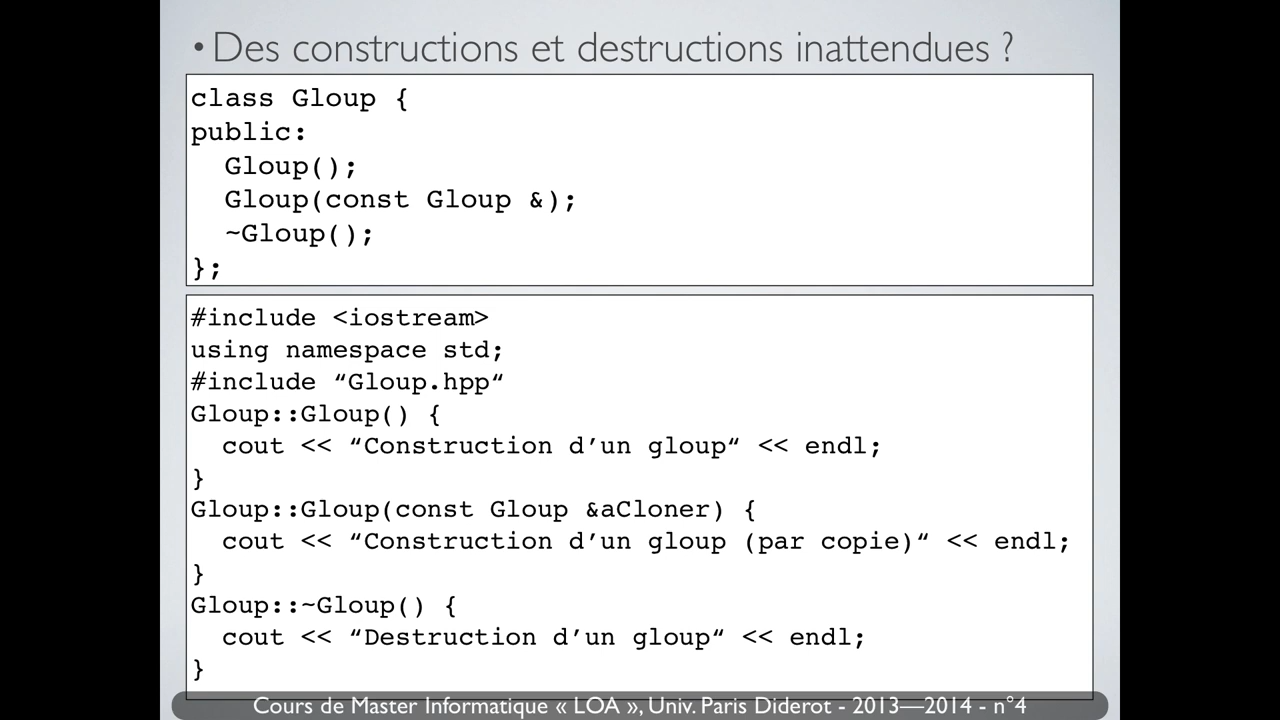 • Des constructions et destructions inattendues ?
class Gloup {
public:
  Gloup();
  Gloup(const Gloup &);
  ~Gloup();
};
#include <iostream>
using namespace std;
#include “Gloup.hpp“
Gloup::Gloup() {
  cout << “Construction d’un gloup“ << endl;
}
Gloup::Gloup(const Gloup &aCloner) {
  cout << “Construction d’un gloup (par copie)“ << endl;
}
Gloup::~Gloup() {
  cout << “Destruction d’un gloup“ << endl;
}
Cours de Master Informatique « LOA », Univ. Paris Diderot - 2013—2014 - n°4